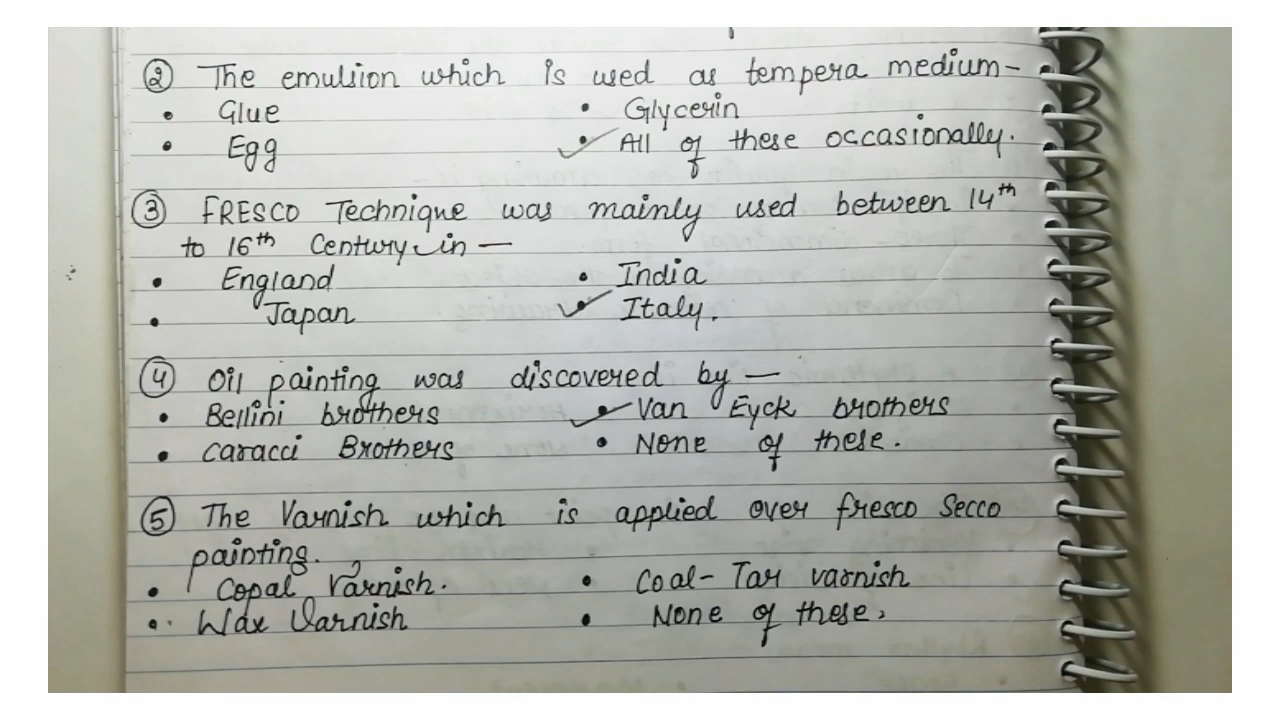 ② The emulsion which is used as tempera medium-
• Glue • Glycerin
• Egg • All of these occasionally.
③ FRESCO Technique was mainly used between 14th
to 16th Century in —
• England • India
• Japan • Italy.
④ Oil painting was discovered by —
• Bellini brothers • Van Eyck brothers
• Caracci Brothers • None of these.
⑤ The Varnish which is applied over fresco Secco
painting.
• Copal Varnish. • Coal-Tar varnish
• Wax Varnish • None of these.